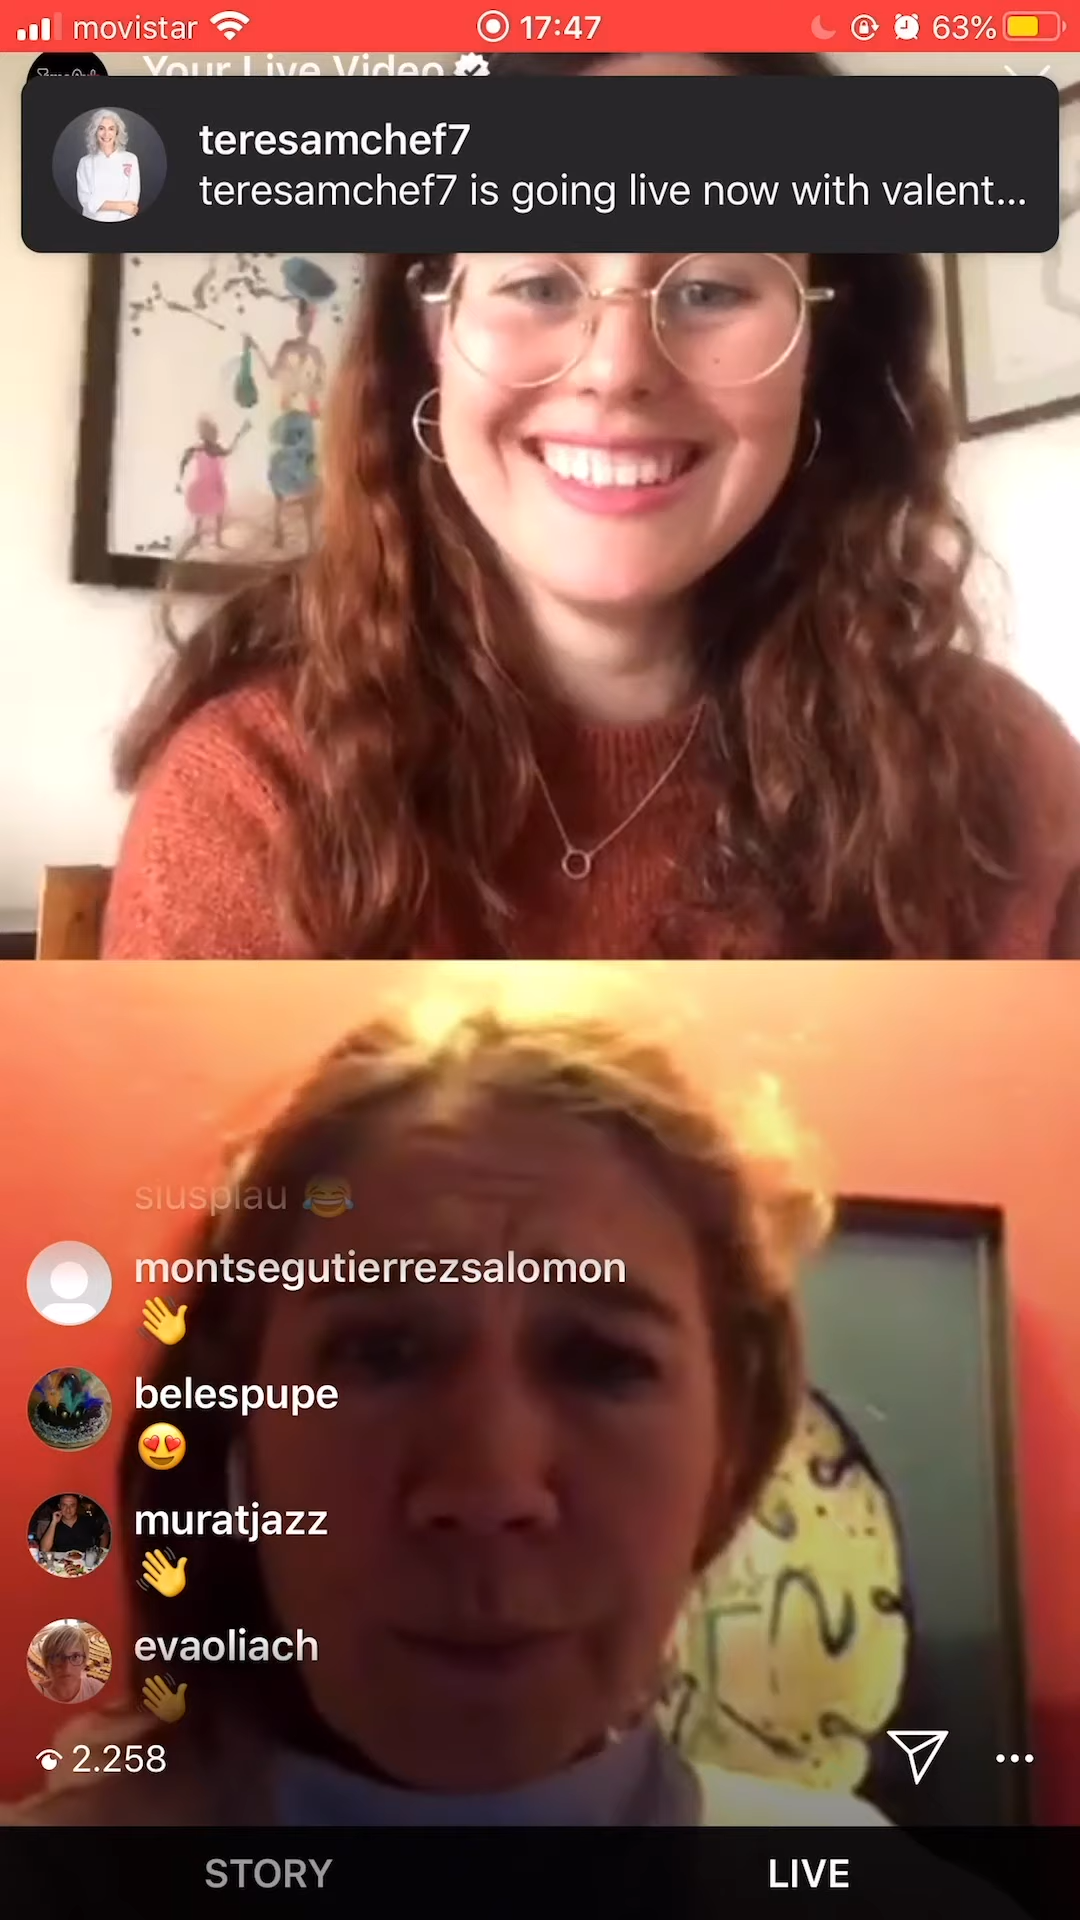 movistar 17:47 63%
Your Live Video
teresamchef7
teresamchef7 is going live now with valent...
siusplau 😂
montsegutierrezsalomon
👋
belespupe
😍
muratjazz
👋
evaoliach
👋
2.258
STORY LIVE